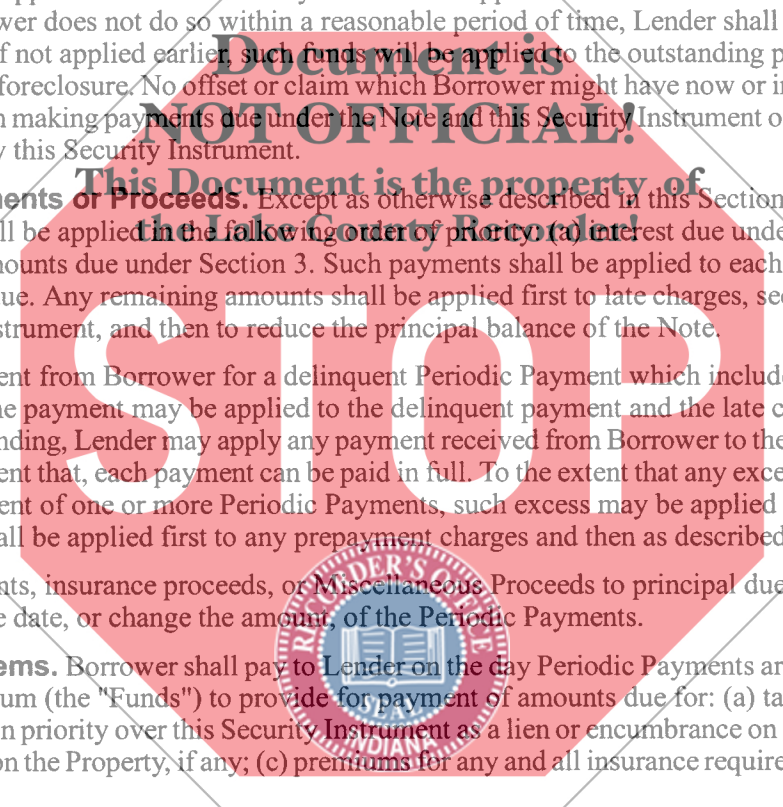 wer does not do so within a reasonable period of time, Lender shall
f not applied earlier, such funds will be applied to the outstanding p
foreclosure. No offset or claim which Borrower might have now or i
n making payments due under the Note and this Security Instrument o
y this Security Instrument.
Document is
NOT OFFICIAL!
This Document is the property of
the Lake County Recorder!
ments or Proceeds. Except as otherwise described in this Section
ll be applied in the following order of priority: (a) interest due unde
mounts due under Section 3. Such payments shall be applied to each
ue. Any remaining amounts shall be applied first to late charges, se
strument, and then to reduce the principal balance of the Note.
STOP
ent from Borrower for a delinquent Periodic Payment which include
he payment may be applied to the delinquent payment and the late c
nding, Lender may apply any payment received from Borrower to the
ent that, each payment can be paid in full. To the extent that any exce
ent of one or more Periodic Payments, such excess may be applied
all be applied first to any prepayment charges and then as described
nts, insurance proceeds, or Miscellaneous Proceeds to principal due
e date, or change the amount, of the Periodic Payments.
ems. Borrower shall pay to Lender on the day Periodic Payments ar
um (the "Funds") to provide for payment of amounts due for: (a) ta
n priority over this Security Instrument as a lien or encumbrance on
on the Property, if any; (c) premiums for any and all insurance require
RECORDER'S OFFICE
SEAL
INDIANA